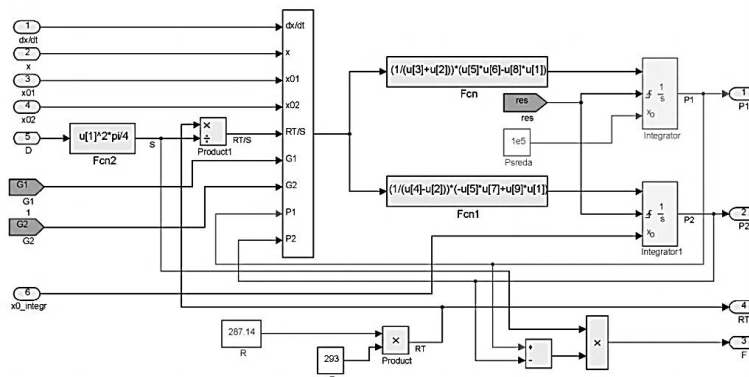 1
dx/dt
2
x
3
x01
4
x02
5
D
u[1]^2*pi/4
Fcn2
S
×
÷
Product1
RT/S
G1
G1
1
G2
G2
6
x0_integr
dx/dt
x
x01
x02
RT/S
G1
G2
P1
P2
(1/(u[3]+u[2]))*(u[5]*u[6]-u[8]*u[1])
Fcn
res
res
1e5
Psreda
(1/(u[4]-u[2]))*(-u[5]*u[7]+u[9]*u[1])
Fcn1
1
s
x0
Integrator
P1
1
P1
1
s
x0
Integrator1
P2
2
P2
287.14
R
293
×
Product
RT
+
−
×
4
RT
3
F